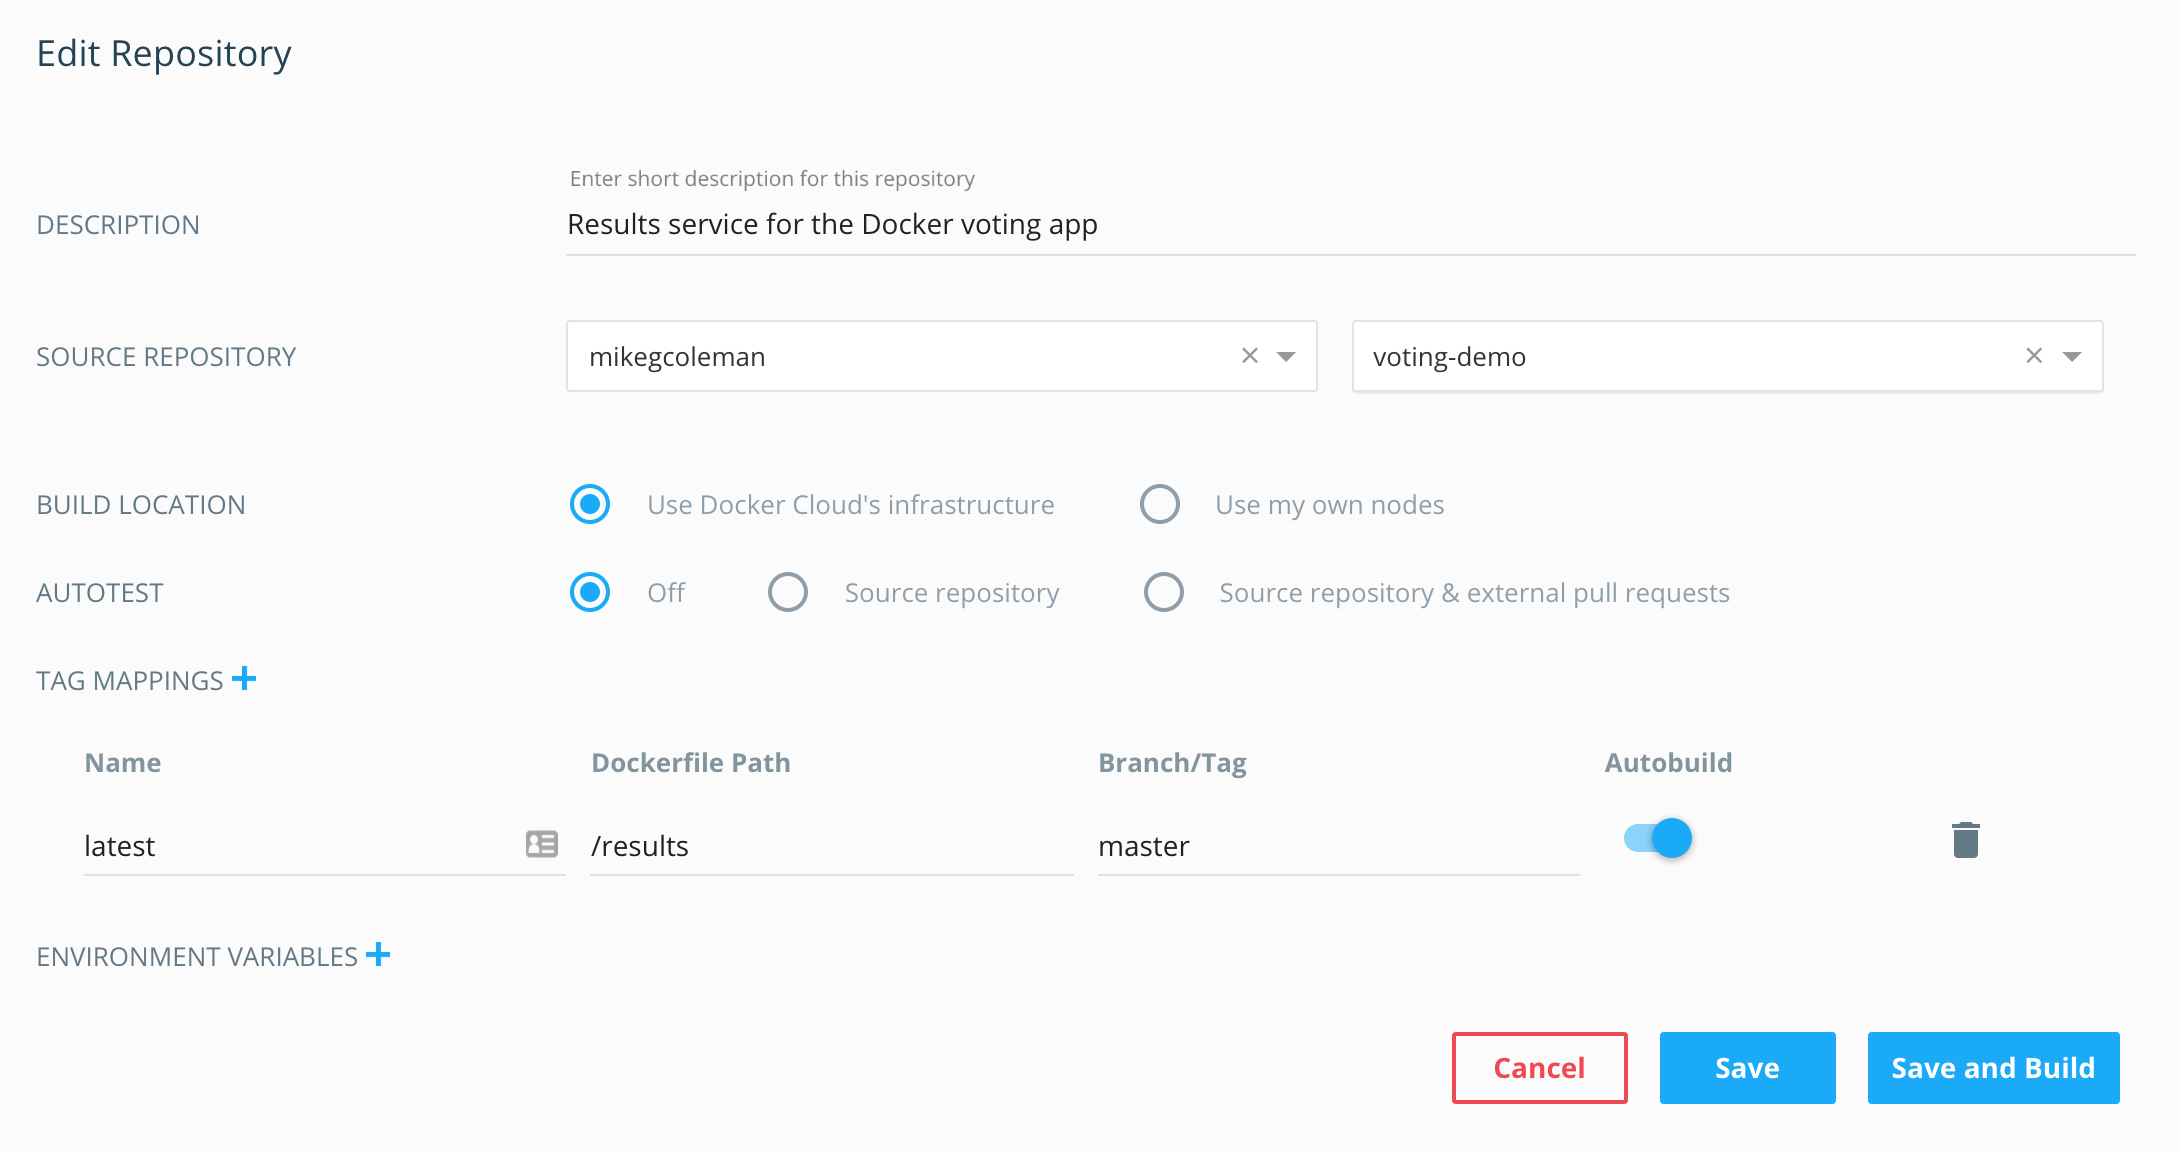 Edit Repository
Enter short description for this repository
DESCRIPTION Results service for the Docker voting app
SOURCE REPOSITORY mikegcoleman voting-demo
BUILD LOCATION Use Docker Cloud's infrastructure Use my own nodes
AUTOTEST Off Source repository Source repository & external pull requests
TAG MAPPINGS
Name Dockerfile Path Branch/Tag Autobuild
latest /results master
ENVIRONMENT VARIABLES
Cancel Save Save and Build